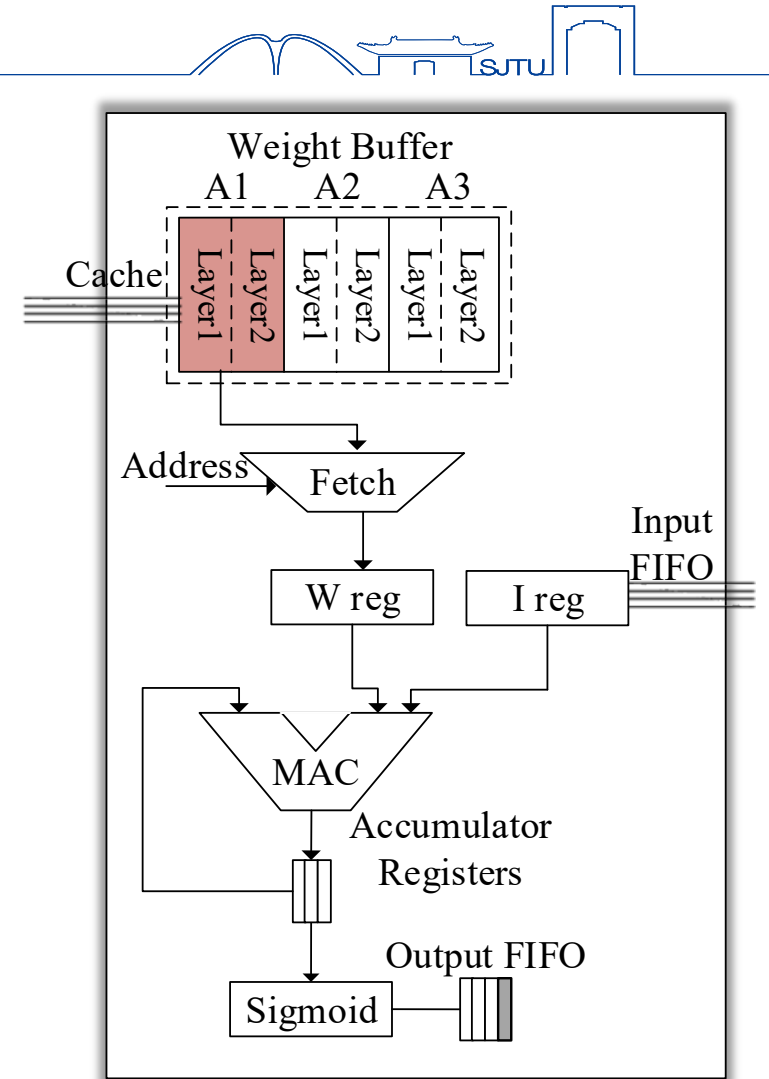 SJTU
Weight Buffer
A1 A2 A3
Cache
Layer1 Layer2 Layer1 Layer2 Layer1 Layer2
Address
Fetch
Input
FIFO
W reg
I reg
MAC
Accumulator
Registers
Output FIFO
Sigmoid